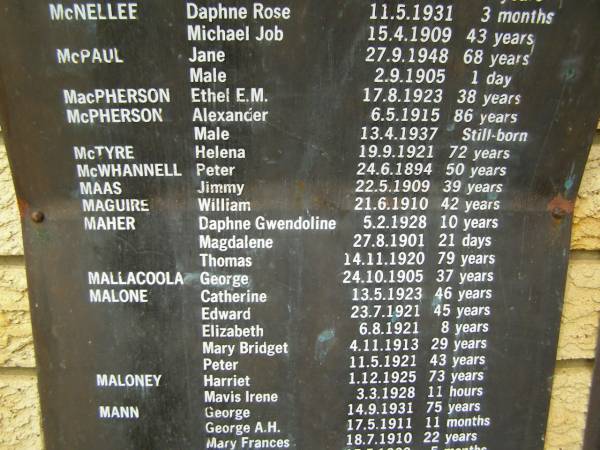 years
McNELLEE Daphne Rose 11.5.1931 3 months
Michael Job 15.4.1909 43 years
McPAUL Jane 27.9.1948 68 years
Male 2.9.1905 1 day
MacPHERSON Ethel E.M. 17.8.1923 38 years
McPHERSON Alexander 6.5.1915 86 years
Male 13.4.1937 Still-born
McTYRE Helena 19.9.1921 72 years
McWHANNELL Peter 24.6.1894 50 years
MAAS Jimmy 22.5.1909 39 years
MAGUIRE William 21.6.1910 42 years
MAHER Daphne Gwendoline 5.2.1928 10 years
Magdalene 27.8.1901 21 days
Thomas 14.11.1920 79 years
MALLACOOLA George 24.10.1905 37 years
MALONE Catherine 13.5.1923 46 years
Edward 23.7.1921 45 years
Elizabeth 6.8.1921 8 years
Mary Bridget 4.11.1913 29 years
Peter 11.5.1921 43 years
MALONEY Harriet 1.12.1925 73 years
Mavis Irene 3.3.1928 11 hours
MANN George 14.9.1931 75 years
George A.H. 17.5.1911 11 months
Mary Frances 18.7.1910 22 years
5 months